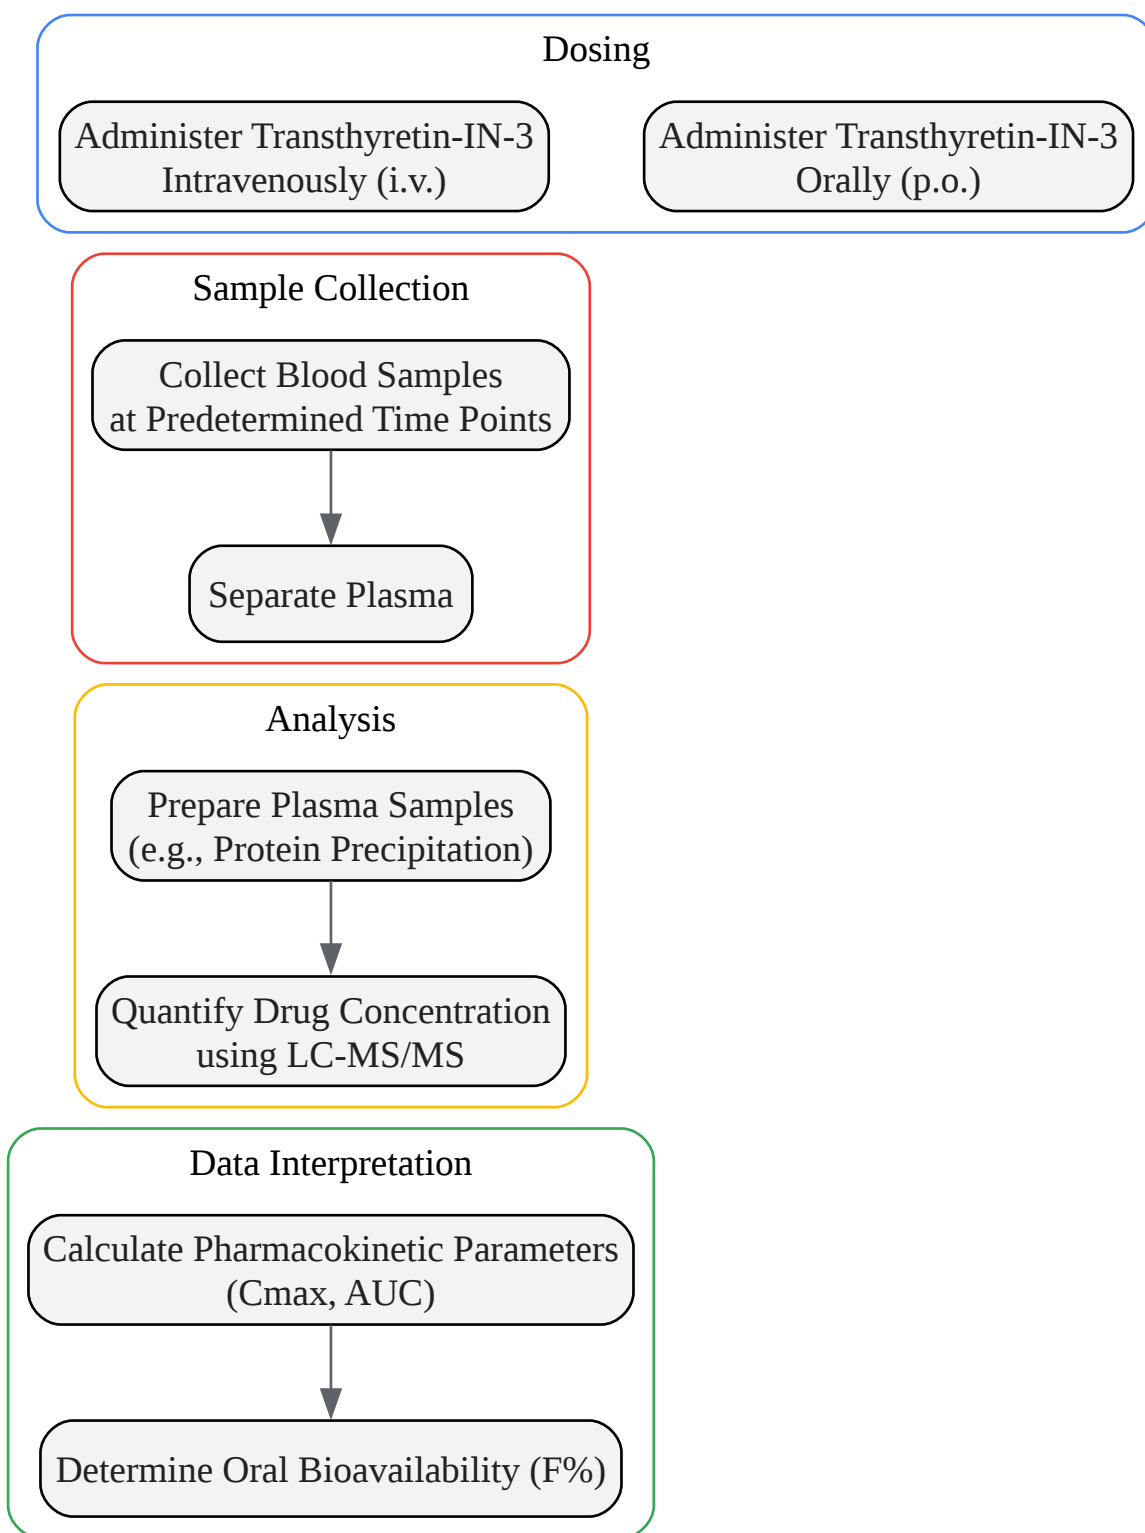 Dosing
Administer Transthyretin-IN-3
Intravenously (i.v.)
Administer Transthyretin-IN-3
Orally (p.o.)
Sample Collection
Collect Blood Samples
at Predetermined Time Points
Separate Plasma
Analysis
Prepare Plasma Samples
(e.g., Protein Precipitation)
Quantify Drug Concentration
using LC-MS/MS
Data Interpretation
Calculate Pharmacokinetic Parameters
(Cmax, AUC)
Determine Oral Bioavailability (F%)